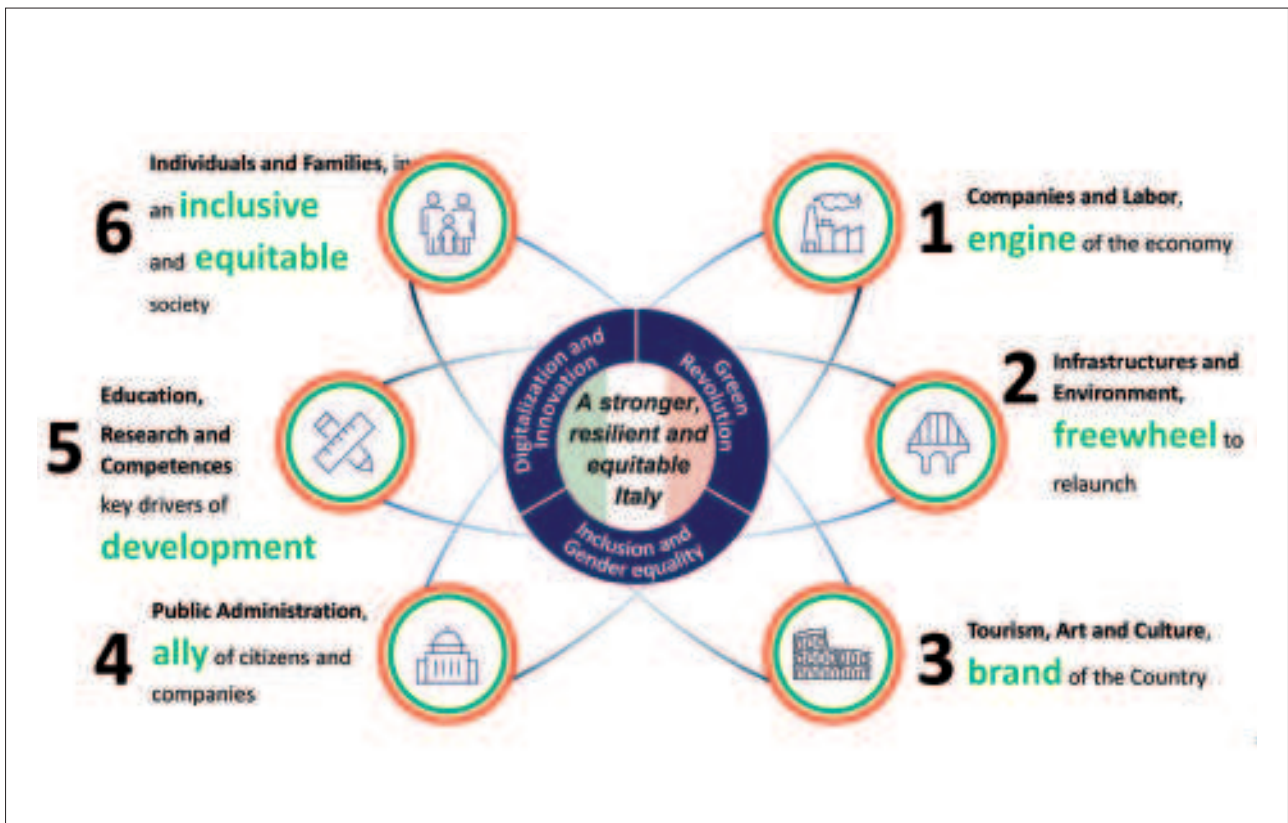 6
Individuals and Families, in
an inclusive
and equitable
society
1
Companies and Labor,
engine of the economy
5
Education,
Research and
Competences
key drivers of
development
Digitalization and
Innovation
Green
Revolution
Inclusion and
Gender equality
A stronger,
resilient and
equitable
Italy
2
Infrastructures and
Environment,
freewheel to
relaunch
4
Public Administration,
ally of citizens and
companies
3
Tourism, Art and Culture,
brand of the Country